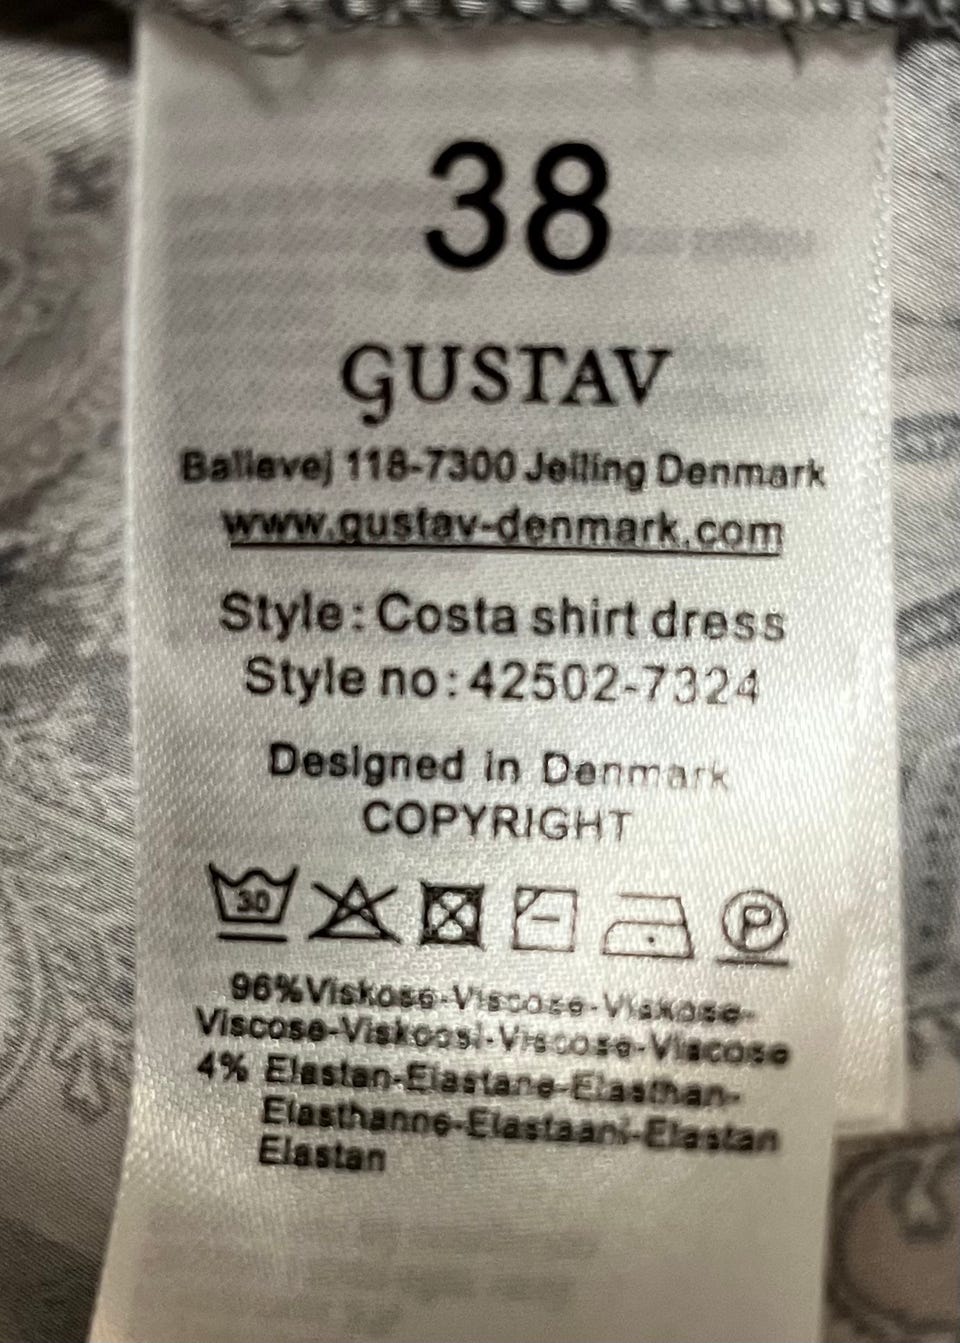 38
GUSTAV
Ballevej 118-7300 Jelling Denmark
www.gustav-denmark.com
Style: Costa shirt dress
Style no: 42502-7324
Designed in Denmark
COPYRIGHT
30 P
96%Viskose-Viscose-Viskose-
Viscose-Viskoosi-Viscose-Viscose
4% Elastan-Elastane-Elasthan-
Elasthanne-Elastaani-Elastan
Elastan